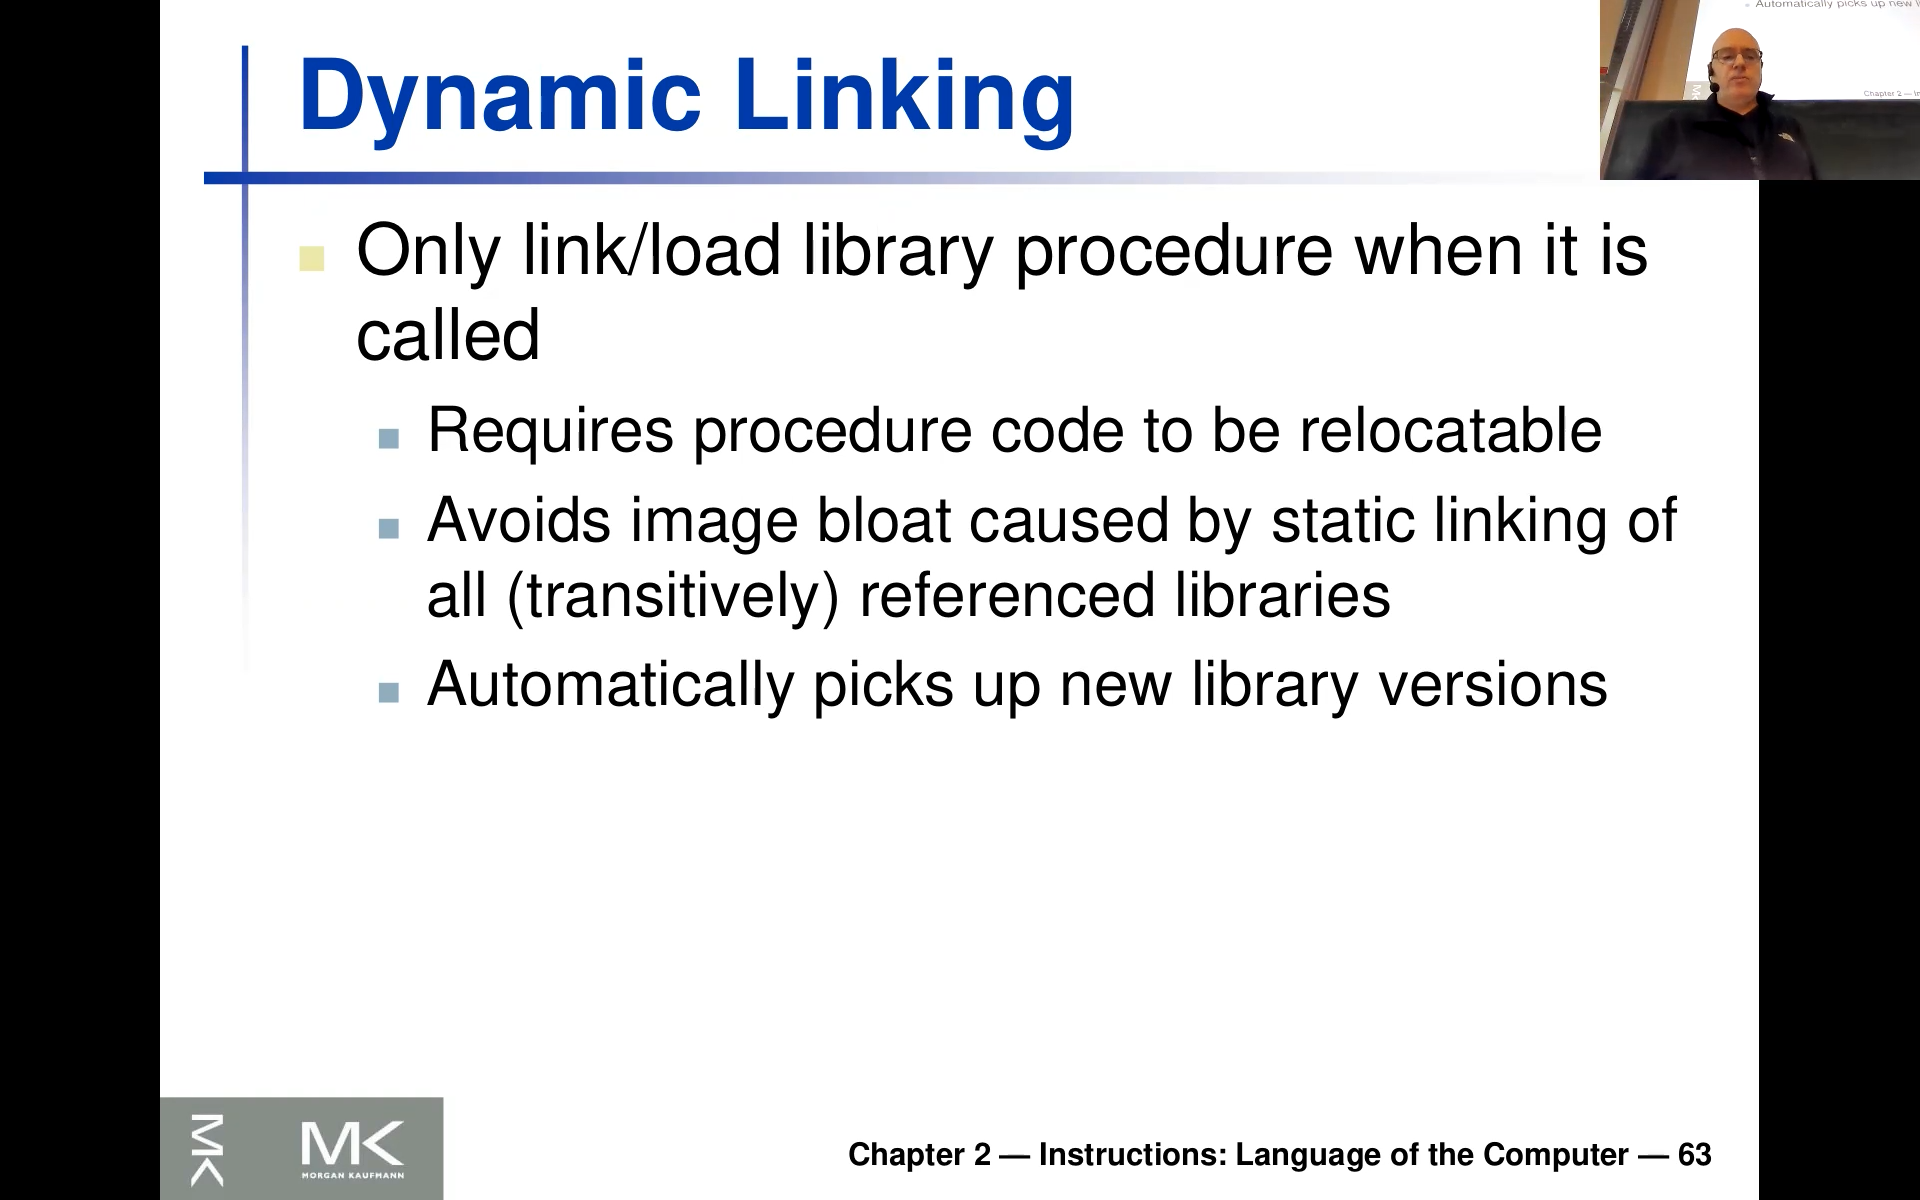 Dynamic Linking
Automatically picks up new
Chapter 2 — In
Only link/load library procedure when it is
called
Requires procedure code to be relocatable
Avoids image bloat caused by static linking of
all (transitively) referenced libraries
Automatically picks up new library versions
MK
MK
MORGAN KAUFMANN
Chapter 2 — Instructions: Language of the Computer — 63